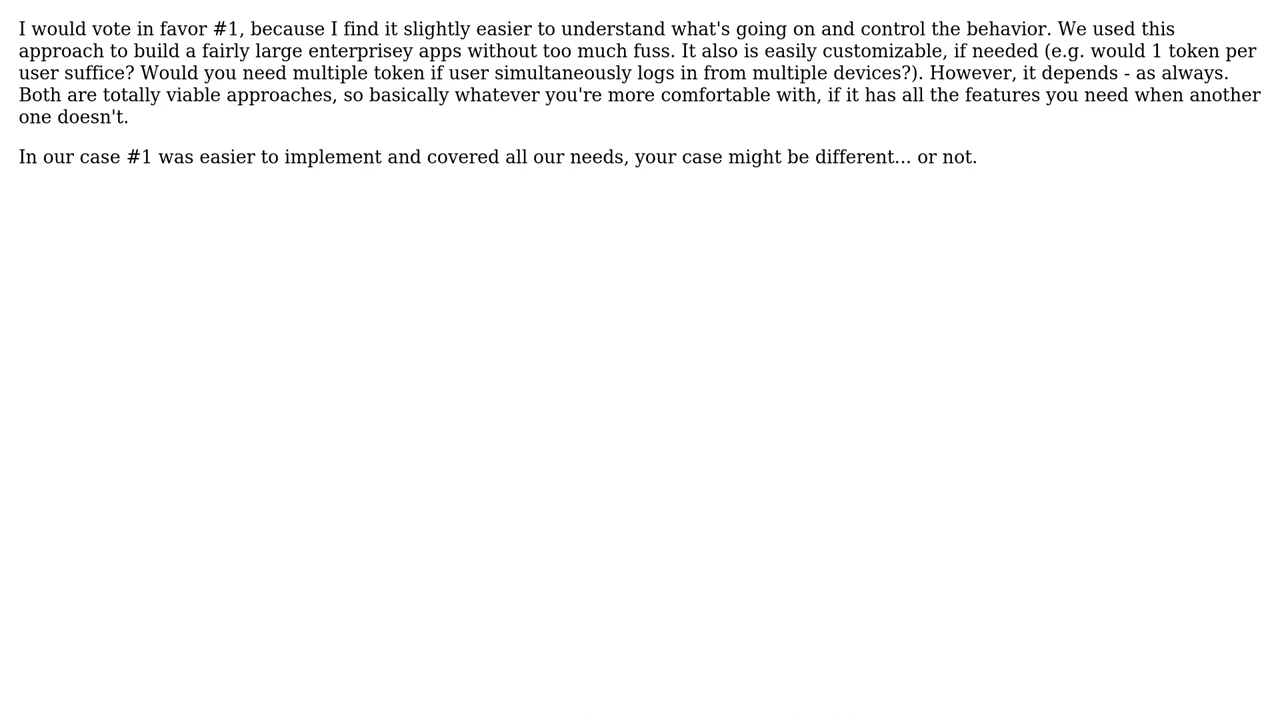 I would vote in favor #1, because I find it slightly easier to understand what's going on and control the behavior. We used this
approach to build a fairly large enterprisey apps without too much fuss. It also is easily customizable, if needed (e.g. would 1 token per
user suffice? Would you need multiple token if user simultaneously logs in from multiple devices?). However, it depends - as always.
Both are totally viable approaches, so basically whatever you're more comfortable with, if it has all the features you need when another
one doesn't.
In our case #1 was easier to implement and covered all our needs, your case might be different... or not.